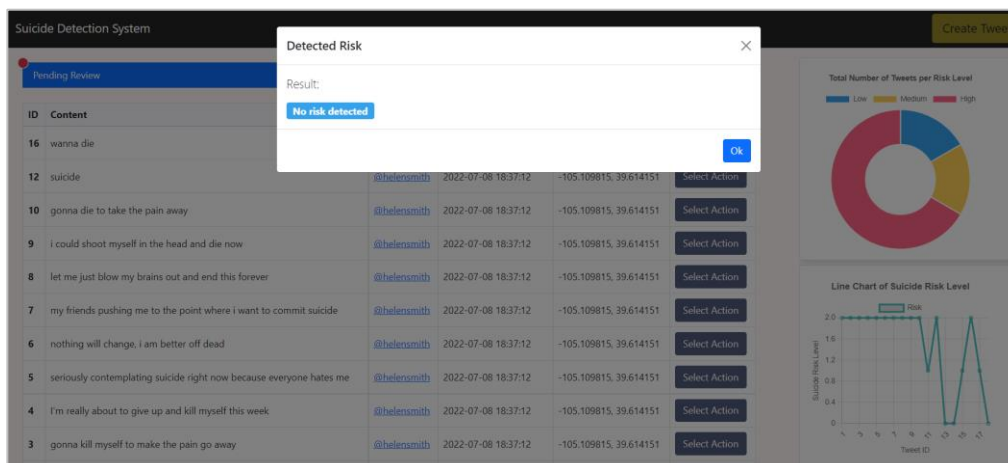 Suicide Detection System
Create Twee
Detected Risk
Result:
No risk detected
Ok
Pending Review
ID Content
16 wanna die
12 suicide @helensmith 2022-07-08 18:37:12 -105.109815, 39.614151 Select Action
10 gonna die to take the pain away @helensmith 2022-07-08 18:37:12 -105.109815, 39.614151 Select Action
9 i could shoot myself in the head and die now @helensmith 2022-07-08 18:37:12 -105.109815, 39.614151 Select Action
8 let me just blow my brains out and end this forever @helensmith 2022-07-08 18:37:12 -105.109815, 39.614151 Select Action
7 my friends pushing me to the point where i want to commit suicide @helensmith 2022-07-08 18:37:12 -105.109815, 39.614151 Select Action
6 nothing will change, i am better off dead @helensmith 2022-07-08 18:37:12 -105.109815, 39.614151 Select Action
5 seriously contemplating suicide right now because everyone hates me @helensmith 2022-07-08 18:37:12 -105.109815, 39.614151 Select Action
4 I'm really about to give up and kill myself this week @helensmith 2022-07-08 18:37:12 -105.109815, 39.614151 Select Action
3 gonna kill myself to make the pain go away @helensmith 2022-07-08 18:37:12 -105.109815, 39.614151 Select Action
Total Number of Tweets per Risk Level
Low Medium High
Line Chart of Suicide Risk Level
Risk
Suicide Risk Level
2.0
1.6
1.2
0.8
0.4
0
1 3 5 7 9 11 13 15 17
Tweet ID